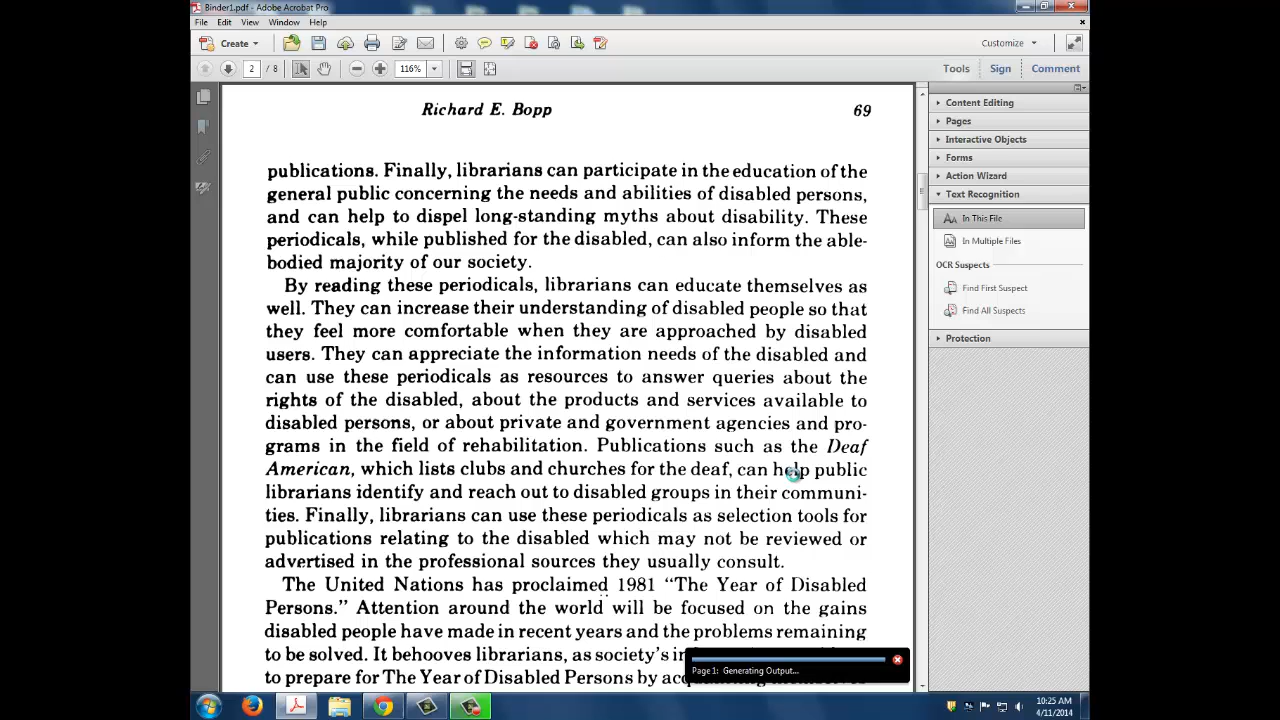 Binder1.pdf - Adobe Acrobat Pro
File Edit View Window Help
Create
Customize
2 / 8
116%
Tools Sign Comment
Richard E. Bopp 69
publications. Finally, librarians can participate in the education of the
general public concerning the needs and abilities of disabled persons,
and can help to dispel long-standing myths about disability. These
periodicals, while published for the disabled, can also inform the able-
bodied majority of our society.
By reading these periodicals, librarians can educate themselves as
well. They can increase their understanding of disabled people so that
they feel more comfortable when they are approached by disabled
users. They can appreciate the information needs of the disabled and
can use these periodicals as resources to answer queries about the
rights of the disabled, about the products and services available to
disabled persons, or about private and government agencies and pro-
grams in the field of rehabilitation. Publications such as the Deaf
American, which lists clubs and churches for the deaf, can help public
librarians identify and reach out to disabled groups in their communi-
ties. Finally, librarians can use these periodicals as selection tools for
publications relating to the disabled which may not be reviewed or
advertised in the professional sources they usually consult.
The United Nations has proclaimed 1981 “The Year of Disabled
Persons.” Attention around the world will be focused on the gains
disabled people have made in recent years and the problems remaining
to be solved. It behooves librarians, as society's
to prepare for The Year of Disabled Persons by
Content Editing
Pages
Interactive Objects
Forms
Action Wizard
Text Recognition
In This File
In Multiple Files
OCR Suspects
Find First Suspect
Find All Suspects
Protection
Page 1: Generating Output...
10:25 AM
4/11/2014